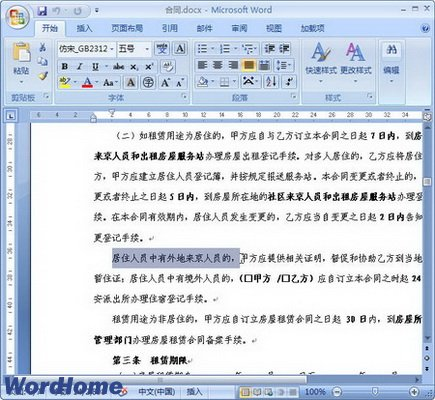 合同.docx - Microsoft Word
开始 插入 页面布局 引用 邮件 审阅 视图 加载项
仿宋_GB2312 五号
粘贴 快速样式 更改样式 编辑
剪贴板 字体 段落 样式
（二）如租赁用途为居住的，甲方应自与乙方订立本合同之日起 7 日内，到房
来京人员和出租房屋服务站办理房屋出租登记手续。对多人居住的，乙方应将居住
方，甲方应建立居住人员登记簿，并按规定报送服务站。本合同变更或者终止的，
更或者终止之日起 5 日内，到房屋所在地的社区来京人员和出租房屋服务站办理登
续。在本合同有效期内，居住人员发生变更的，乙方应当自变更之日起 2 日内告知
更登记手续。
居住人员中有外地来京人员的，甲方应提供相关证明，督促和协助乙方到当地
暂住证；居住人员中有境外人员的，(□甲方 /□乙方) 应自订立本合同之时起 24
安派出所办理住宿登记手续。
租赁用途为非居住的，甲方应自订立房屋租赁合同之日起 30 日内，到房屋所
管理部门办理房屋租赁合同备案手续。
第三条 租赁期限
WordHome
中文(中国) 插入 100%